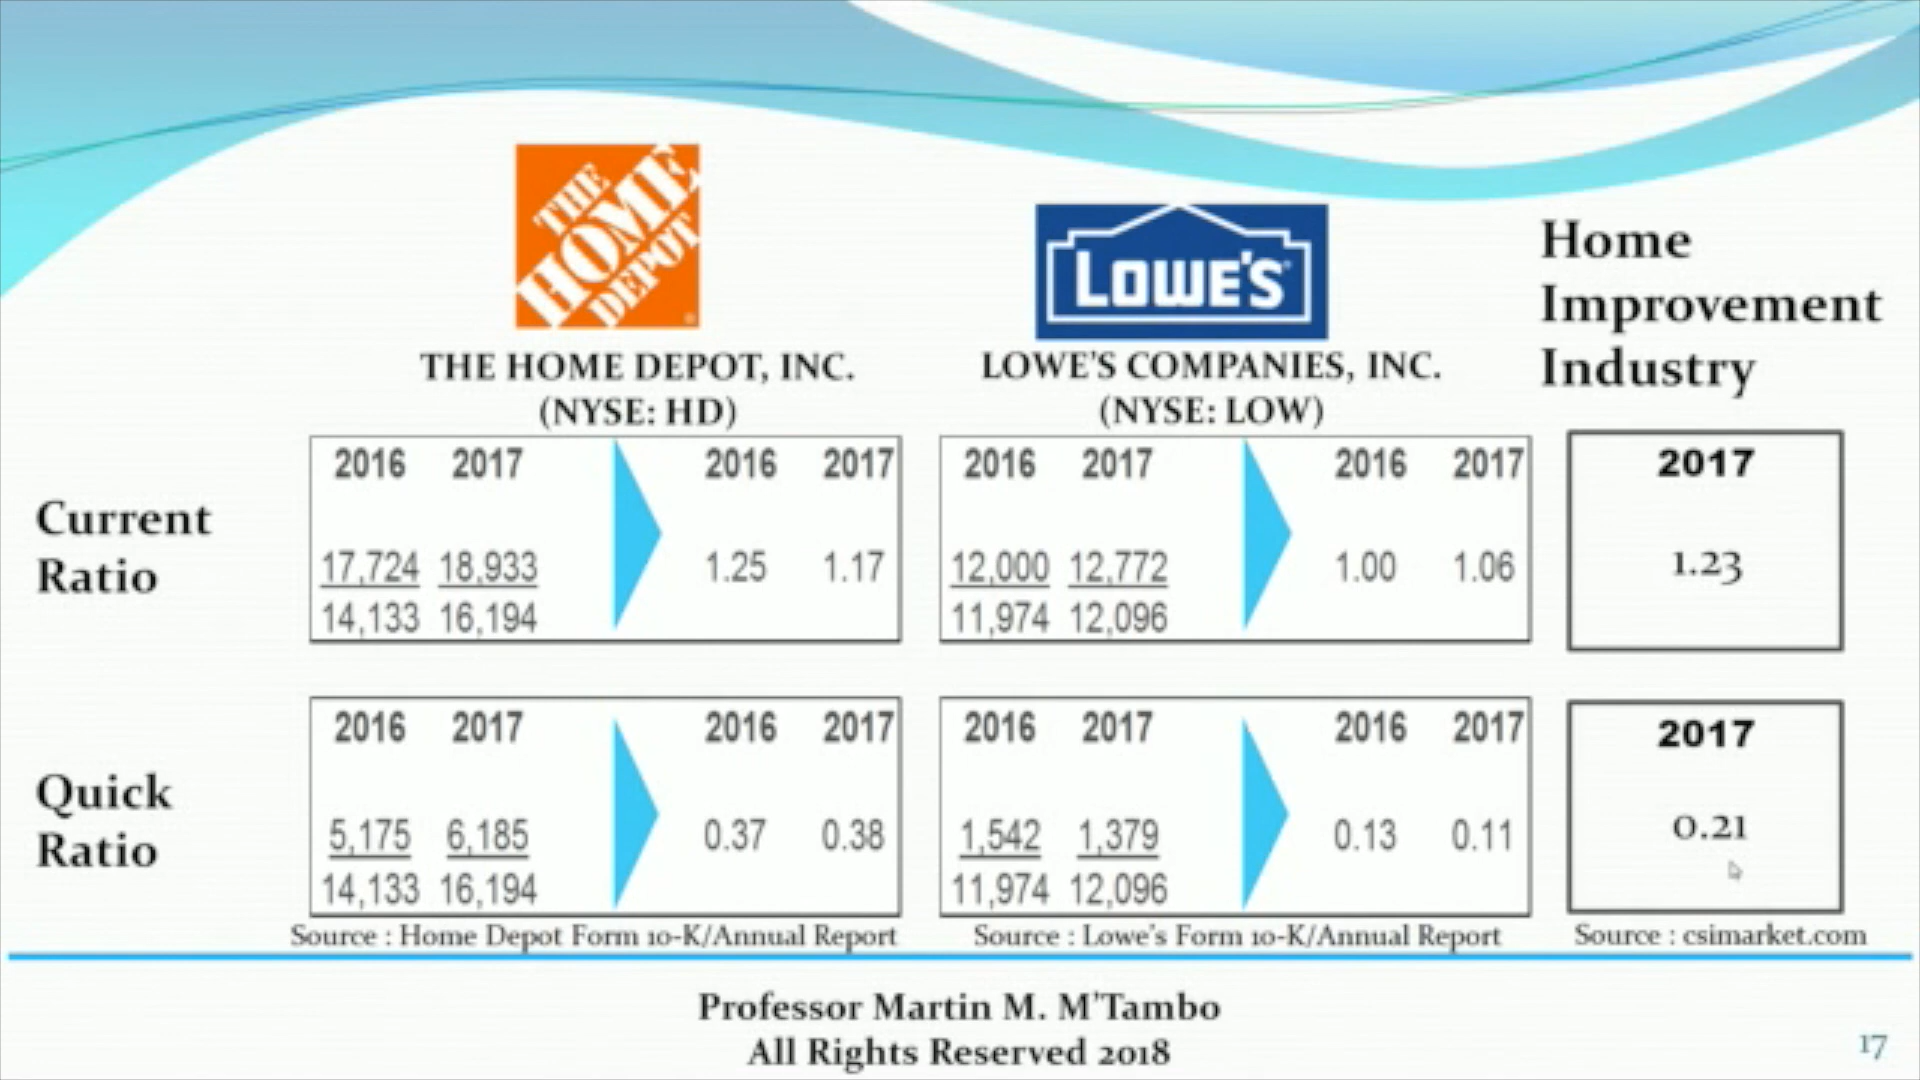 THE
HOME
DEPOT
LOWE'S
Home
Improvement
Industry
THE HOME DEPOT, INC.
(NYSE: HD)
LOWE'S COMPANIES, INC.
(NYSE: LOW)
Current
Ratio
2016 2017 2016 2017
17,724 18,933 1.25 1.17
14,133 16,194
2016 2017 2016 2017
12,000 12,772 1.00 1.06
11,974 12,096
2017
1.23
Quick
Ratio
2016 2017 2016 2017
5,175 6,185 0.37 0.38
14,133 16,194
2016 2017 2016 2017
1,542 1,379 0.13 0.11
11,974 12,096
2017
0.21
Source : Home Depot Form 10-K/Annual Report
Source : Lowe's Form 10-K/Annual Report
Source : csimarket.com
Professor Martin M. M'Tambo
All Rights Reserved 2018
17